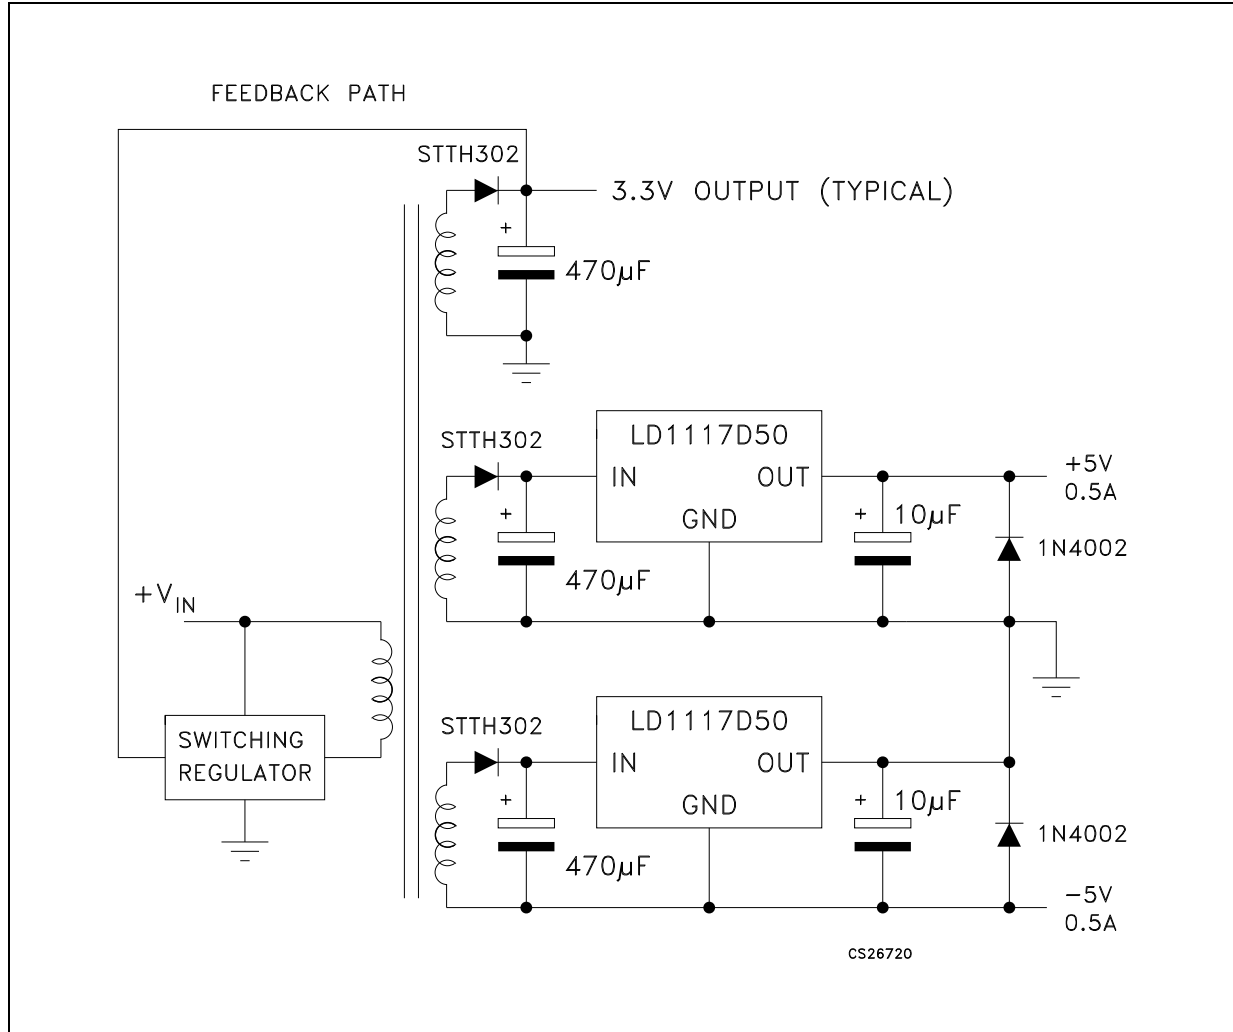 FEEDBACK PATH
STTH302
3.3V OUTPUT (TYPICAL)
+
470µF
STTH302
LD1117D50
IN
OUT
GND
+
470µF
+
10µF
+5V
0.5A
1N4002
+VIN
SWITCHING
REGULATOR
STTH302
LD1117D50
IN
OUT
GND
+
470µF
+
10µF
1N4002
−5V
0.5A
CS26720